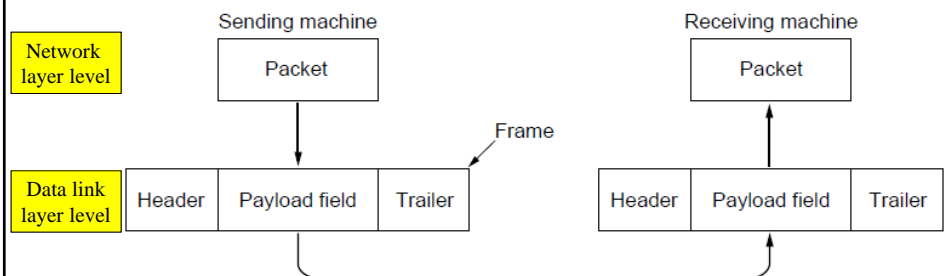 Sending machine
Receiving machine
Network
layer level
Packet
Packet
Frame
Data link
layer level
Header
Payload field
Trailer
Header
Payload field
Trailer